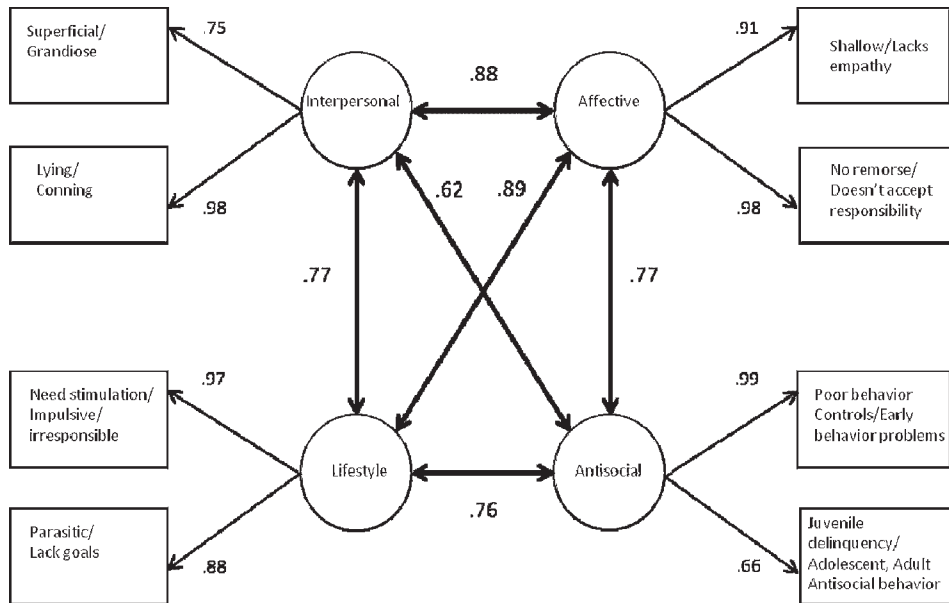 Superficial/
Grandiose
.75
Interpersonal
.88
Affective
.91
Shallow/Lacks
empathy
Lying/
Conning
.98
.62
.89
No remorse/
Doesn't accept
responsibility
.98
.77
.77
Need stimulation/
Impulsive/
irresponsible
.97
Lifestyle
.76
Antisocial
.99
Poor behavior
Controls/Early
behavior problems
Parasitic/
Lack goals
.88
Juvenile
delinquency/
Adolescent, Adult
Antisocial behavior
.66